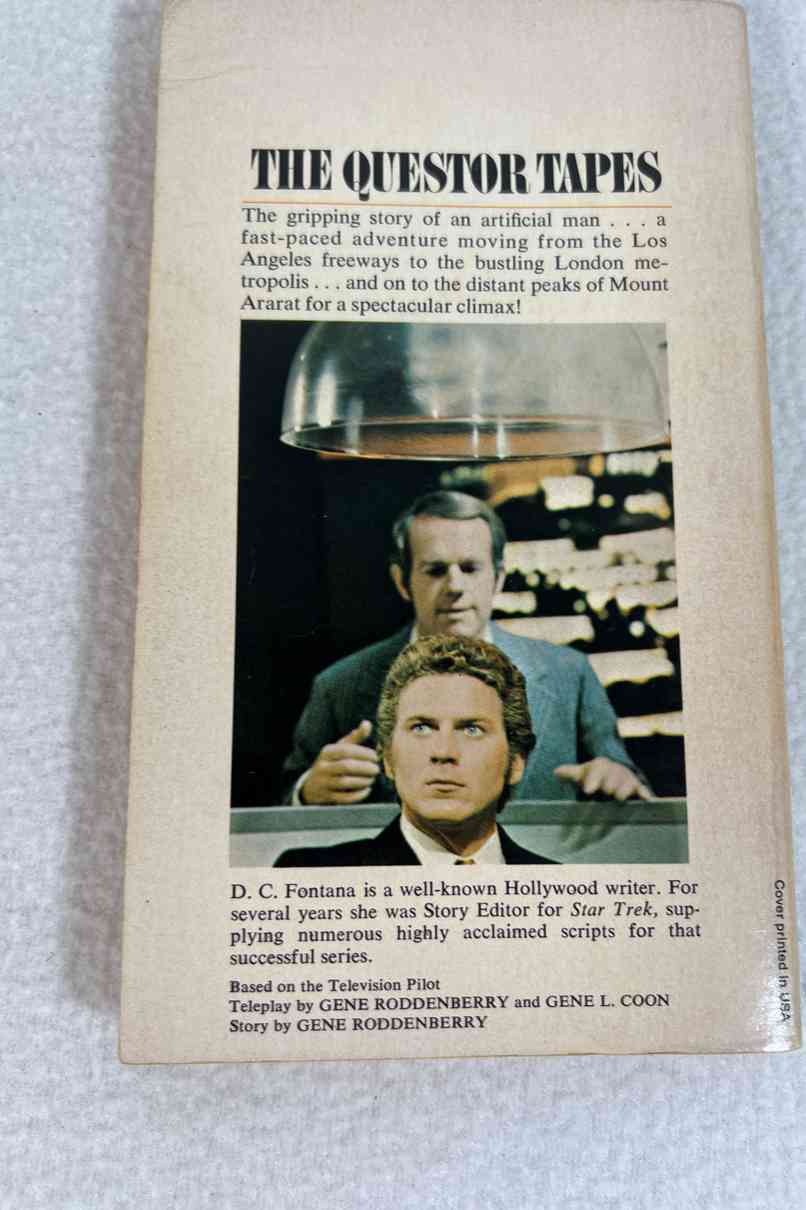 THE QUESTOR TAPES
The gripping story of an artificial man . . . a
fast-paced adventure moving from the Los
Angeles freeways to the bustling London me-
tropolis . . . and on to the distant peaks of Mount
Ararat for a spectacular climax!
D. C. Fontana is a well-known Hollywood writer. For
several years she was Story Editor for Star Trek, sup-
plying numerous highly acclaimed scripts for that
successful series.
Based on the Television Pilot
Teleplay by GENE RODDENBERRY and GENE L. COON
Story by GENE RODDENBERRY
Cover printed in USA